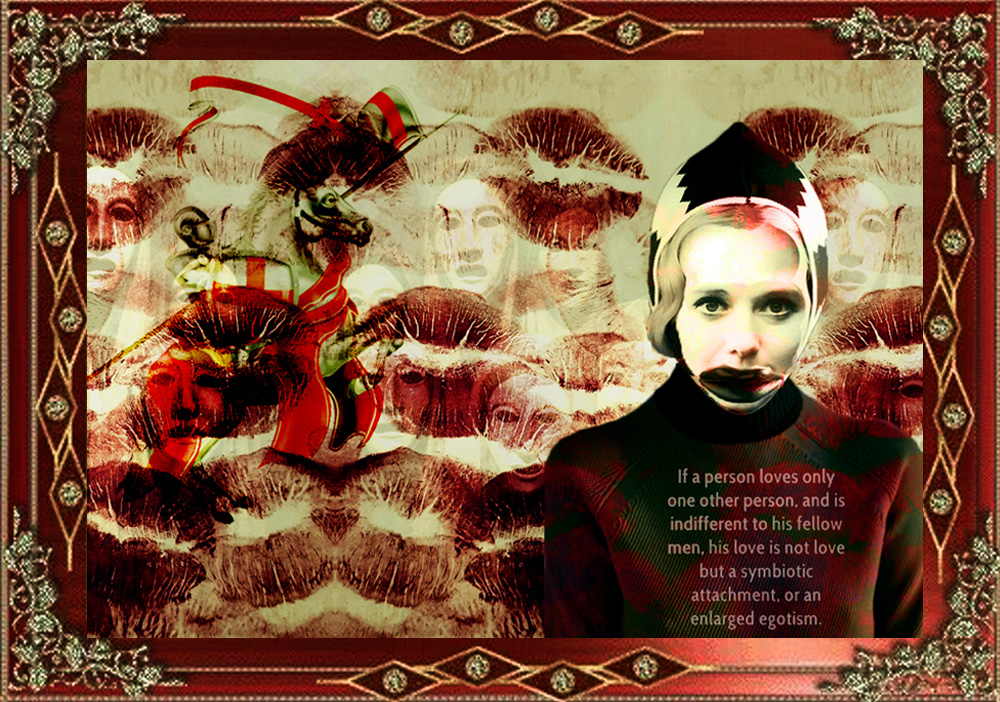 If a person loves only
one other person, and is
indifferent to his fellow
men, his love is not love
but a symbiotic
attachment, or an
enlarged egotism.